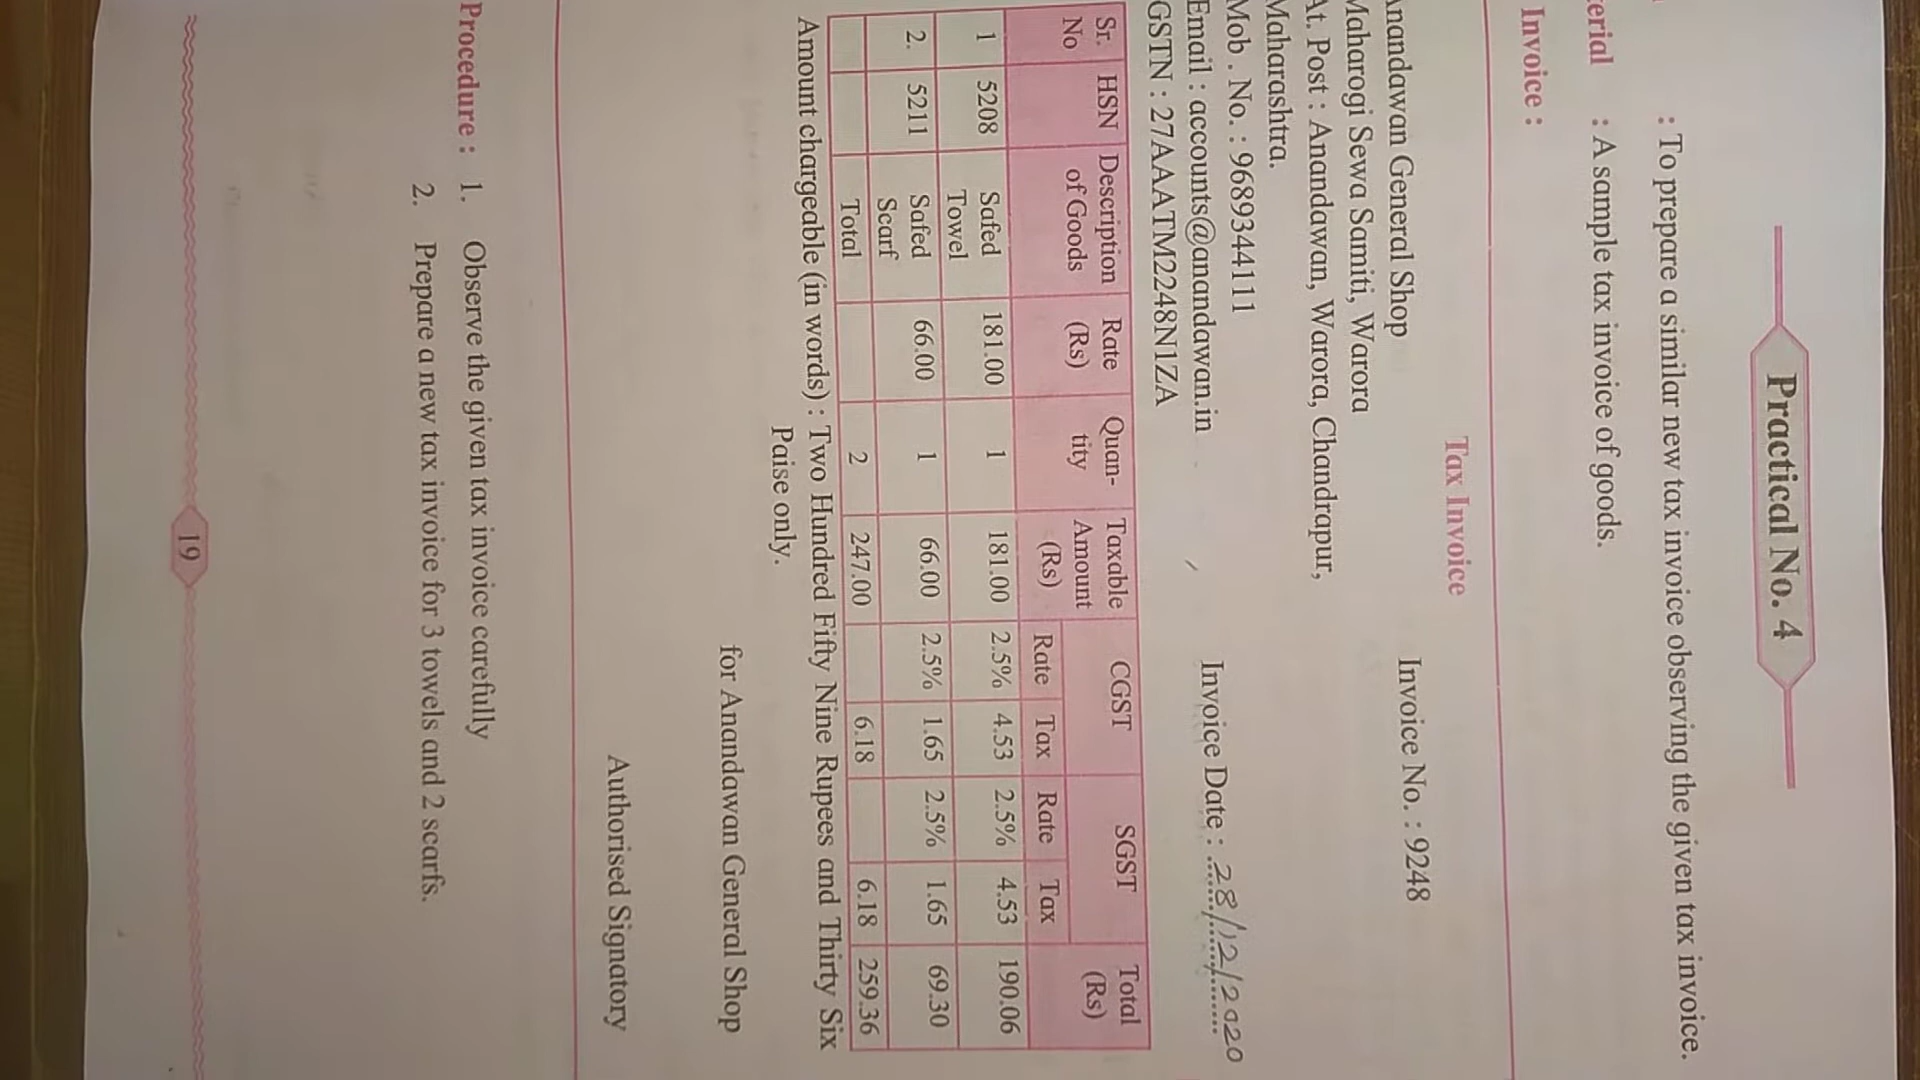 Practical No. 4
: To prepare a similar new tax invoice observing the given tax invoice.
erial : A sample tax invoice of goods.
Invoice :
Tax Invoice
Anandawan General Shop Invoice No. : 9248
Maharogi Sewa Samiti, Warora
At. Post : Anandawan, Warora, Chandrapur,
Maharashtra.
Mob . No. : 9689344111
Email : accounts@anandawan.in Invoice Date : 28/12/2020
GSTN : 27AAATM2248N1ZA
Sr. HSN Description Rate Quan- Taxable CGST SGST Total
No of Goods (Rs) tity Amount (Rs)
(Rs) Rate Tax Rate Tax
1 5208 Safed 181.00 1 181.00 2.5% 4.53 2.5% 4.53 190.06
Towel
2. 5211 Safed 66.00 1 66.00 2.5% 1.65 2.5% 1.65 69.30
Scarf
Total 2 247.00 6.18 6.18 259.36
Amount chargeable (in words) : Two Hundred Fifty Nine Rupees and Thirty Six
Paise only.
for Anandawan General Shop
Authorised Signatory
Procedure : 1. Observe the given tax invoice carefully
2. Prepare a new tax invoice for 3 towels and 2 scarfs.
19